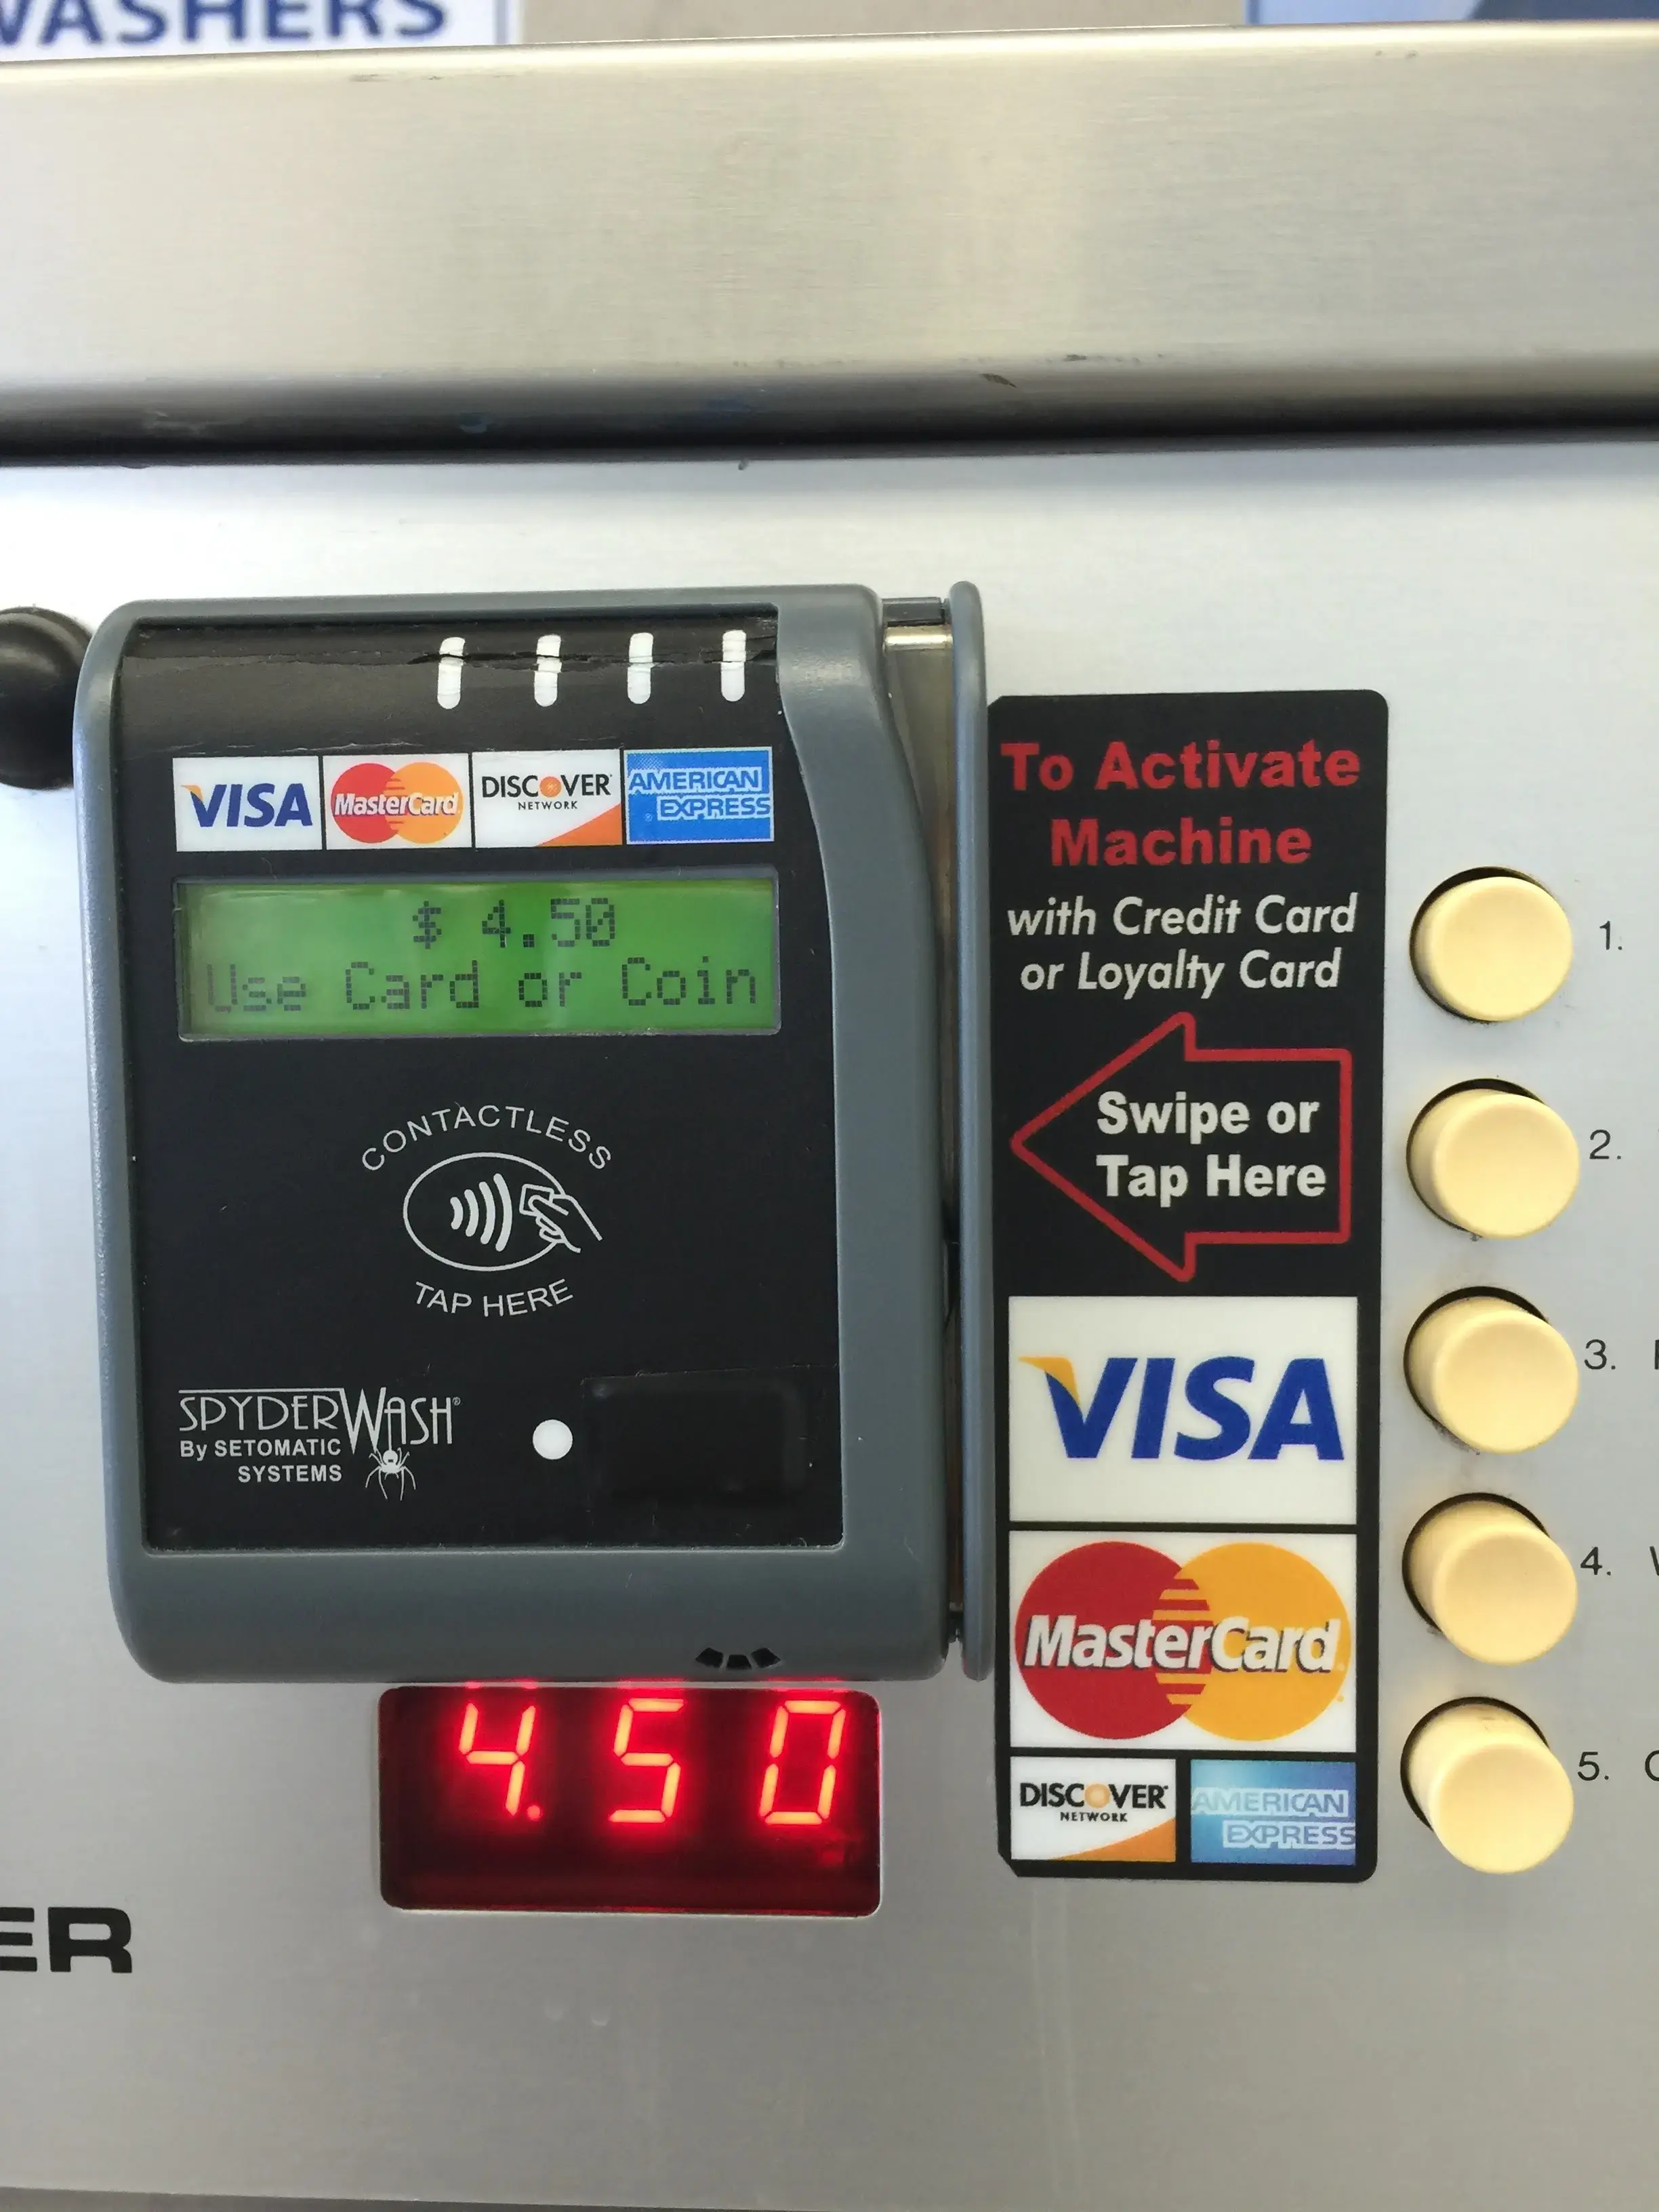 WASHERS
VISA
MasterCard
DISCOVER
NETWORK
AMERICAN
EXPRESS
$ 4.50
Use Card or Coin
CONTACTLESS
TAP HERE
SPYDERWASH®
By SETOMATIC
SYSTEMS
4.50
ER
To Activate
Machine
with Credit Card
or Loyalty Card
Swipe or
Tap Here
VISA
MasterCard
DISCOVER
NETWORK
AMERICAN
EXPRESS
1.
2.
3.
4.
5.